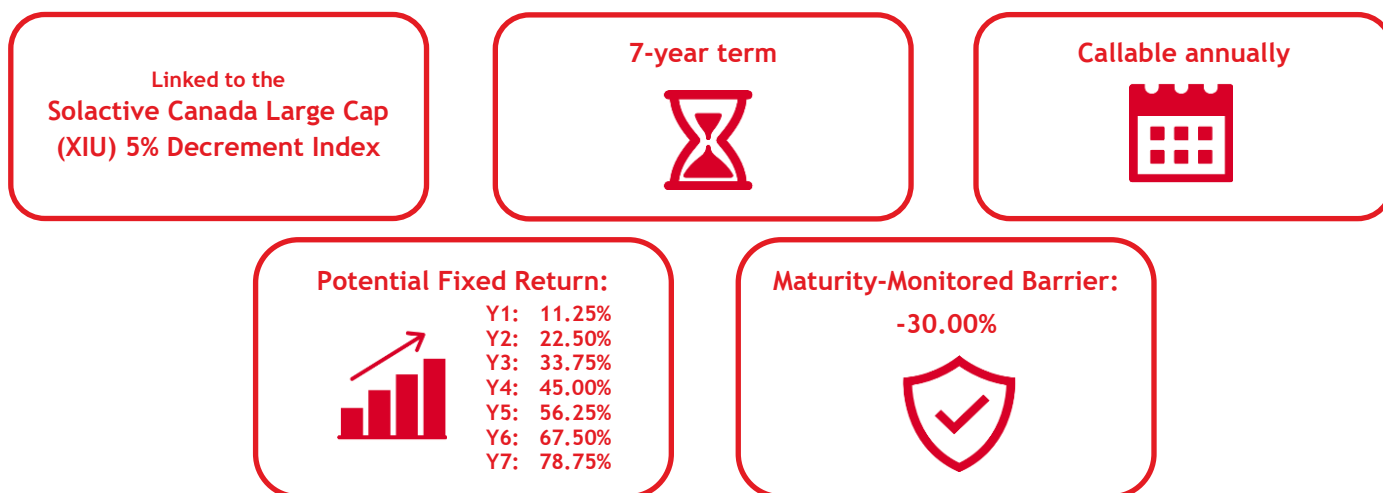 Linked to the
Solactive Canada Large Cap
(XIU) 5% Decrement Index
7-year term
Callable annually
Potential Fixed Return:
Y1: 11.25%
Y2: 22.50%
Y3: 33.75%
Y4: 45.00%
Y5: 56.25%
Y6: 67.50%
Y7: 78.75%
Maturity-Monitored Barrier:
-30.00%